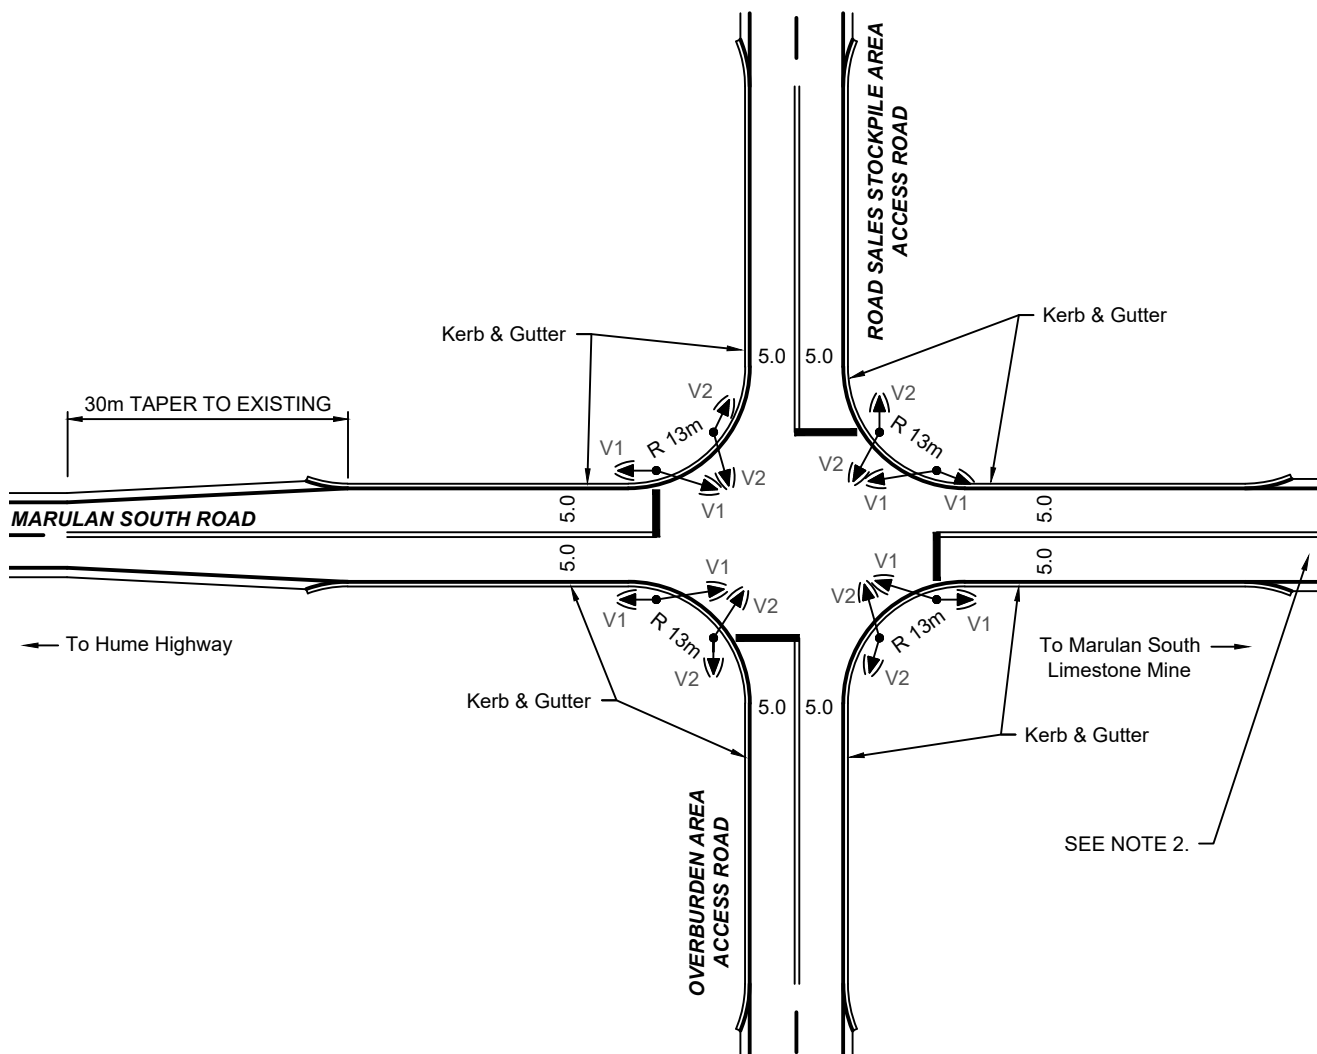 ROAD SALES STOCKPILE AREA
ACCESS ROAD
Kerb & Gutter
Kerb & Gutter
5.0
5.0
30m TAPER TO EXISTING
V2
R 13m
V1
V2
V1
V2
R 13m
V2
V1
V1
MARULAN SOUTH ROAD
5.0
5.0
5.0
5.0
V1
V2
V1
R 13m
V2
V1
V2
R 13m
V1
V2
To Hume Highway
To Marulan South
Limestone Mine
Kerb & Gutter
5.0
5.0
Kerb & Gutter
OVERBURDEN AREA
ACCESS ROAD
SEE NOTE 2.